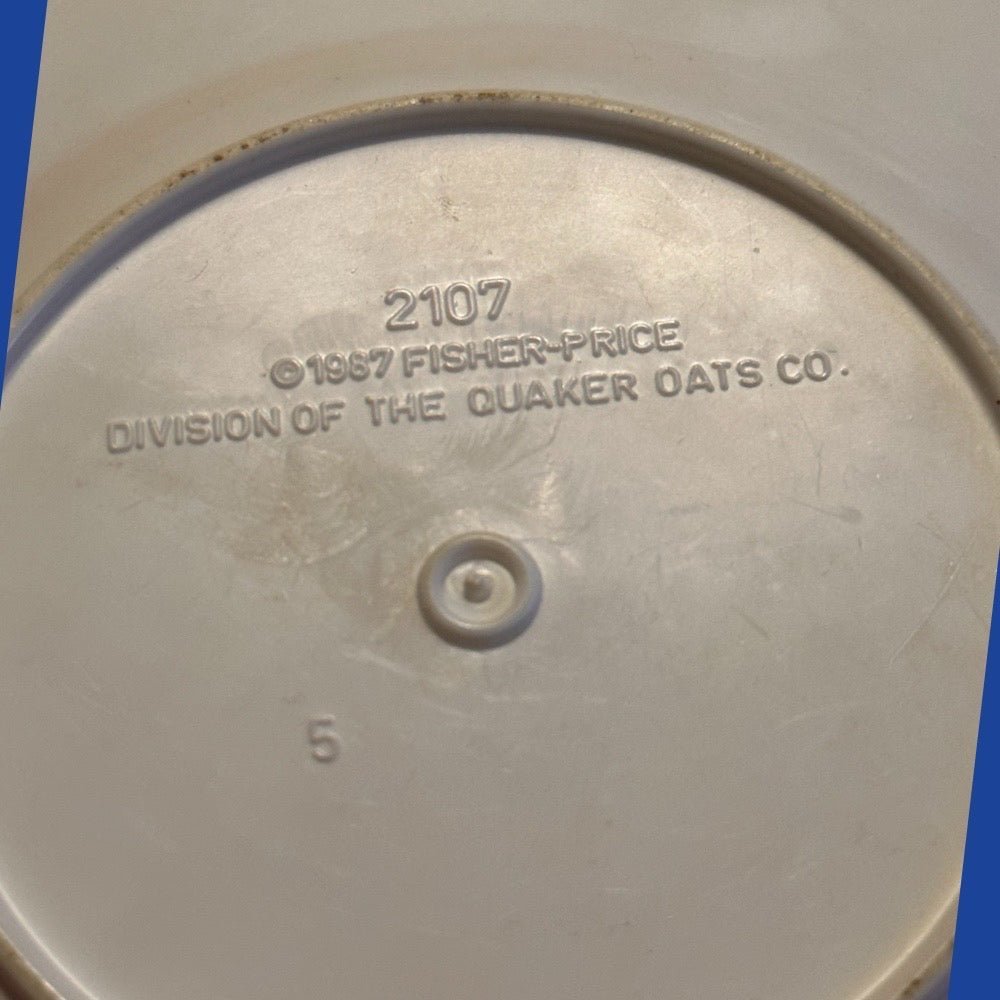 2107
©1987 FISHER-PRICE
DIVISION OF THE QUAKER OATS CO.
5